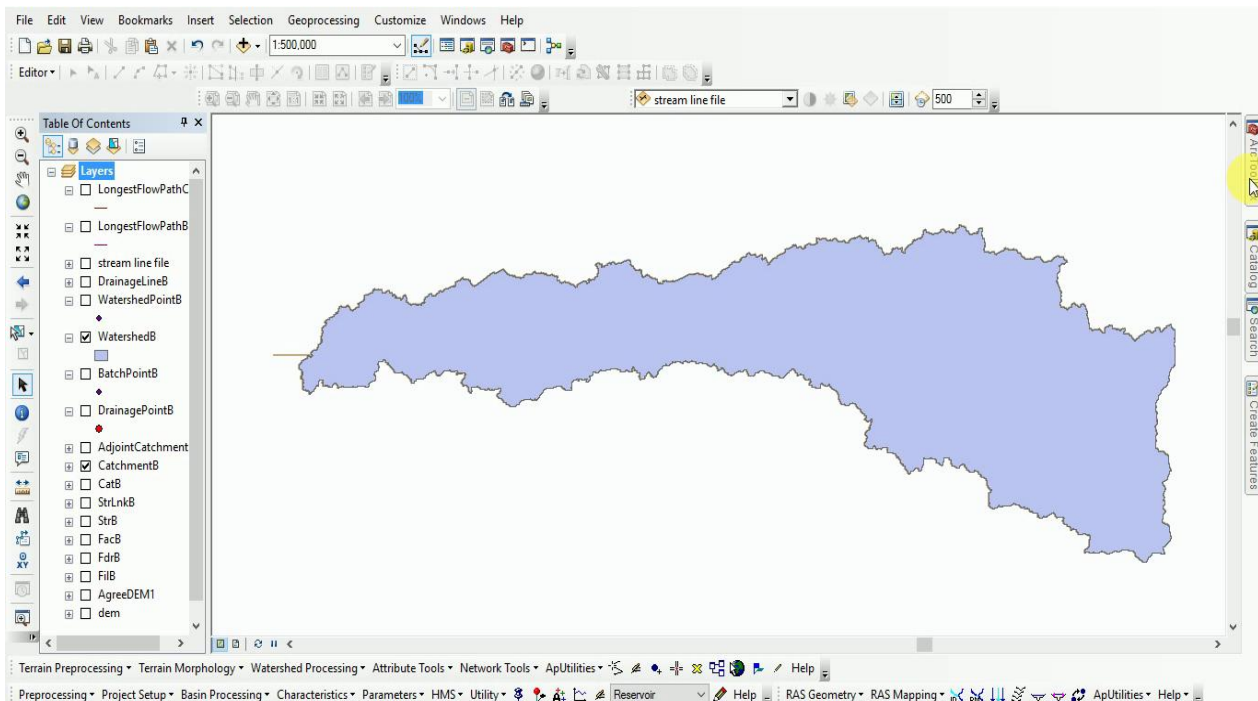 File Edit View Bookmarks Insert Selection Geoprocessing Customize Windows Help
1:500,000
Editor
100%
stream line file
500
Table Of Contents
Layers
LongestFlowPathC
LongestFlowPathB
stream line file
DrainageLineB
WatershedPointB
WatershedB
BatchPointB
DrainagePointB
AdjointCatchment
CatchmentB
CatB
StrLnkB
StrB
FacB
FdrB
FilB
AgreeDEM1
dem
XY
Catalog
Search
Create Features
Terrain Preprocessing Terrain Morphology Watershed Processing Attribute Tools Network Tools ApUtilities Help
Preprocessing Project Setup Basin Processing Characteristics Parameters HMS Utility Reservoir Help RAS Geometry RAS Mapping ApUtilities Help